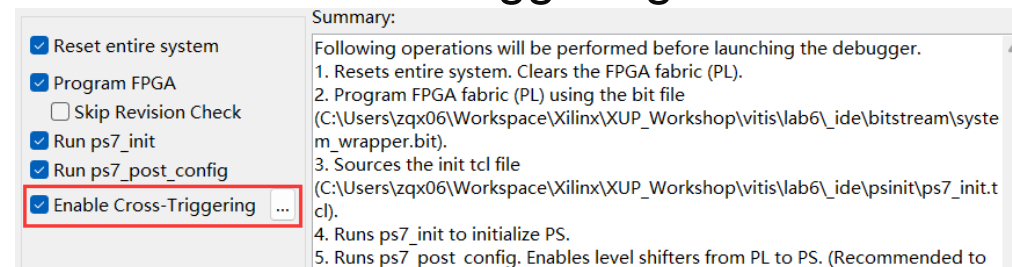 Summary:
Reset entire system
Program FPGA
Skip Revision Check
Run ps7_init
Run ps7_post_config
Enable Cross-Triggering ...
Following operations will be performed before launching the debugger.
1. Resets entire system. Clears the FPGA fabric (PL).
2. Program FPGA fabric (PL) using the bit file
(C:\Users\zqx06\Workspace\Xilinx\XUP_Workshop\vitis\lab6\_ide\bitstream\syste
m_wrapper.bit).
3. Sources the init tcl file
(C:\Users\zqx06\Workspace\Xilinx\XUP_Workshop\vitis\lab6\_ide\psinit\ps7_init.t
cl).
4. Runs ps7_init to initialize PS.
5. Runs ps7_post_config. Enables level shifters from PL to PS. (Recommended to